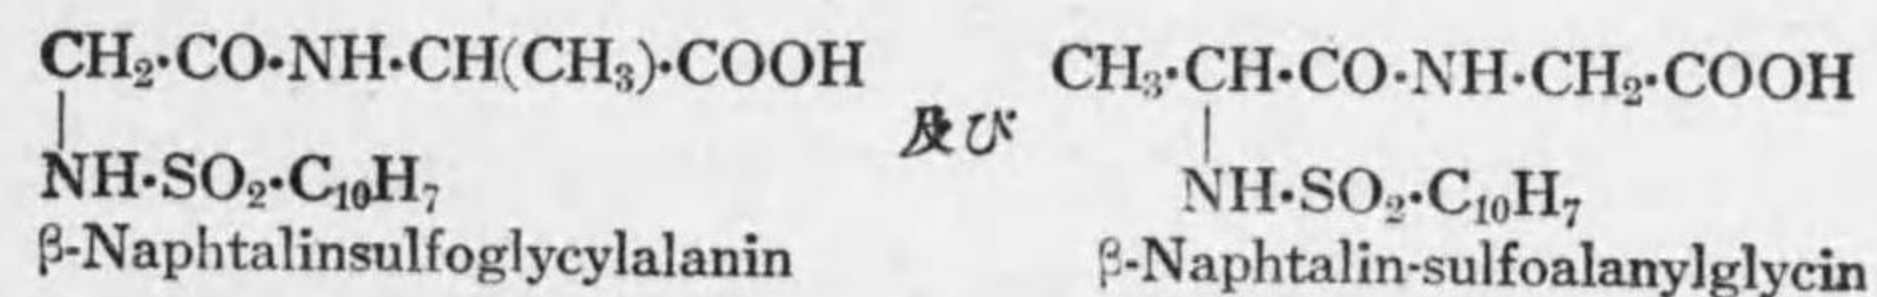 CH₂·CO·NH·CH(CH₃)·COOH
|
NH·SO₂·C₁₀H₇
β-Naphtalinsulfoglycylalanin
及び
CH₃·CH·CO·NH·CH₂·COOH
|
NH·SO₂·C₁₀H₇
β-Naphtalin-sulfoalanylglycin